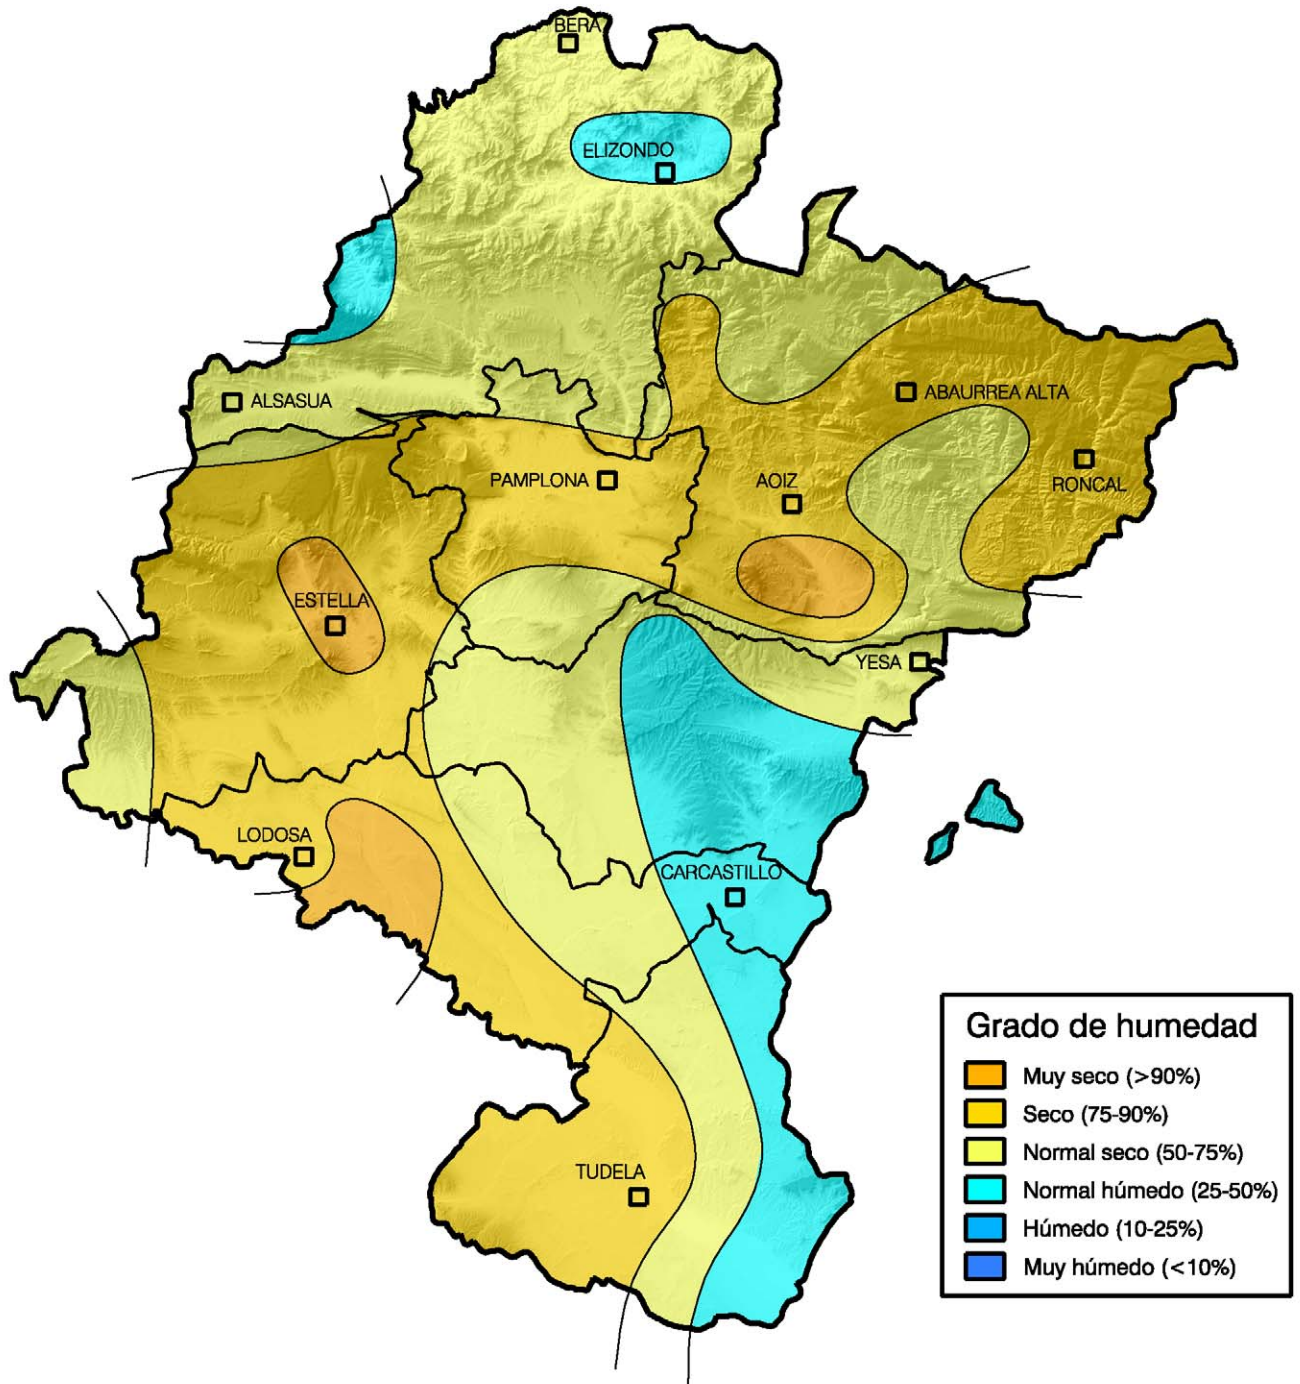 BERA
ELIZONDO
ALSASUA
ABAURREA ALTA
PAMPLONA
AOIZ
RONCAL
ESTELLA
YESA
LODOSA
CARCASTILLO
TUDELA
Grado de humedad
Muy seco (>90%)
Seco (75-90%)
Normal seco (50-75%)
Normal húmedo (25-50%)
Húmedo (10-25%)
Muy húmedo (<10%)